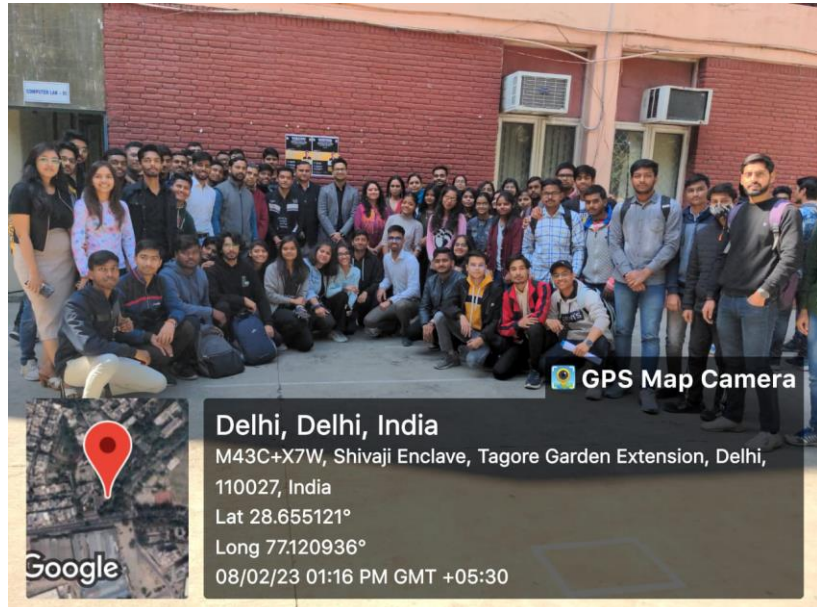 COMPUTER LAB - III
GPS Map Camera
Google
Delhi, Delhi, India
M43C+X7W, Shivaji Enclave, Tagore Garden Extension, Delhi,
110027, India
Lat 28.655121°
Long 77.120936°
08/02/23 01:16 PM GMT +05:30